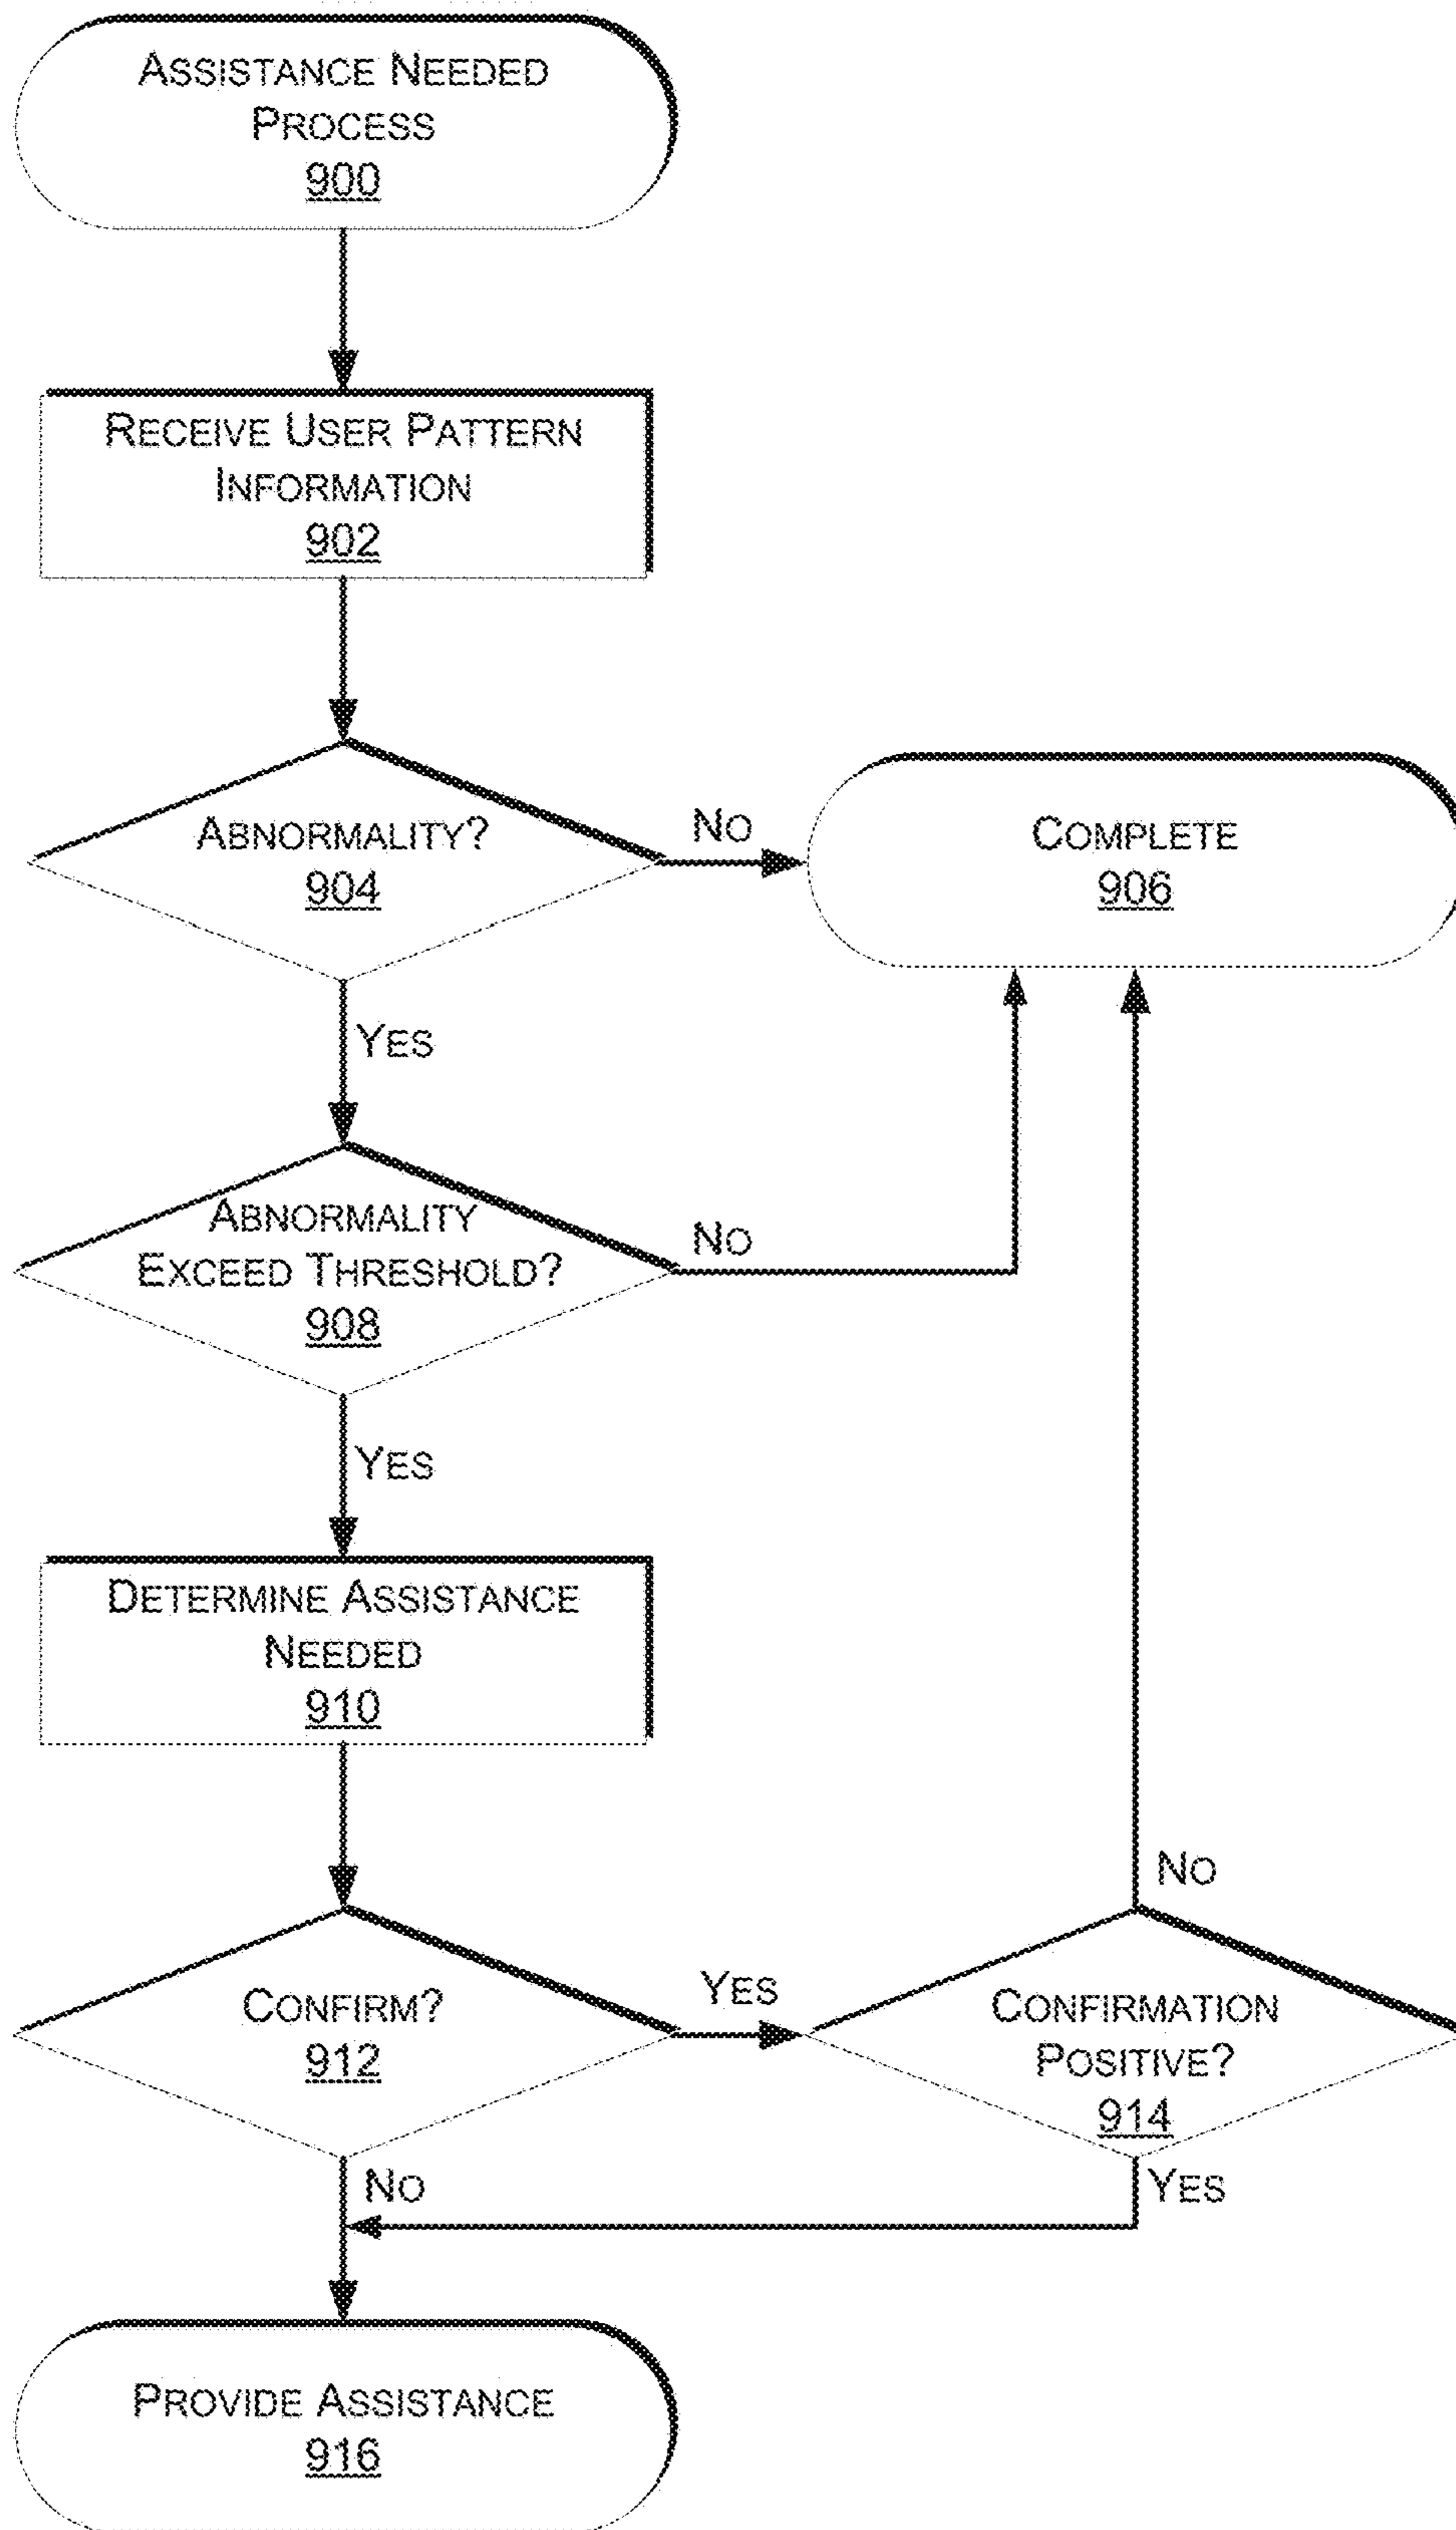 ASSISTANCE NEEDED
PROCESS
900
RECEIVE USER PATTERN
INFORMATION
902
ABNORMALITY?
904
NO
COMPLETE
906
YES
ABNORMALITY
EXCEED THRESHOLD?
908
NO
YES
DETERMINE ASSISTANCE
NEEDED
910
CONFIRM?
912
YES
NO
CONFIRMATION
POSITIVE?
914
NO
YES
PROVIDE ASSISTANCE
916